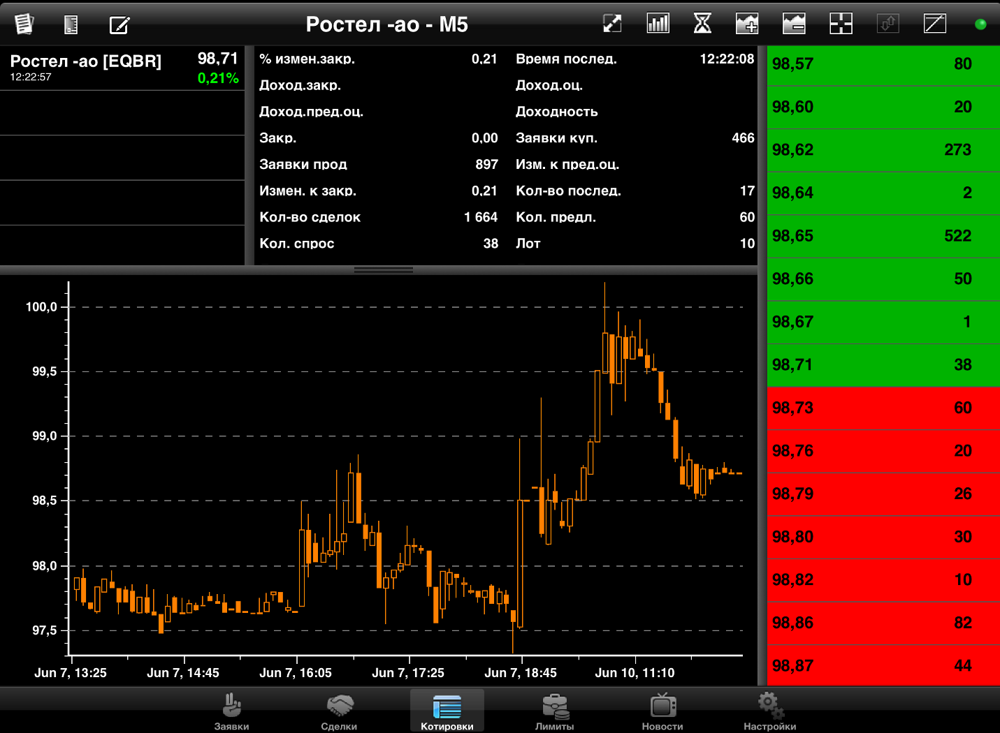 Ростел -ао - M5
Ростел -ао [EQBR] 98,71
12:22:57 0,21%
% измен.закр. 0,21 Время послед. 12:22:08
Доход.закр. Доход.оц.
Доход.пред.оц. Доходность
Закр. 0,00 Заявки куп. 466
Заявки прод 897 Изм. к пред.оц.
Измен. к закр. 0,21 Кол-во послед. 17
Кол-во сделок 1 664 Кол. предл. 60
Кол. спрос 38 Лот 10
98,57 80
98,60 20
98,62 273
98,64 2
98,65 522
98,66 50
98,67 1
98,71 38
98,73 60
98,76 20
98,79 26
98,80 30
98,82 10
98,86 82
98,87 44
100,0
99,5
99,0
98,5
98,0
97,5
Jun 7, 13:25 Jun 7, 14:45 Jun 7, 16:05 Jun 7, 17:25 Jun 7, 18:45 Jun 10, 11:10
Заявки Сделки Котировки Лимиты Новости Настройки